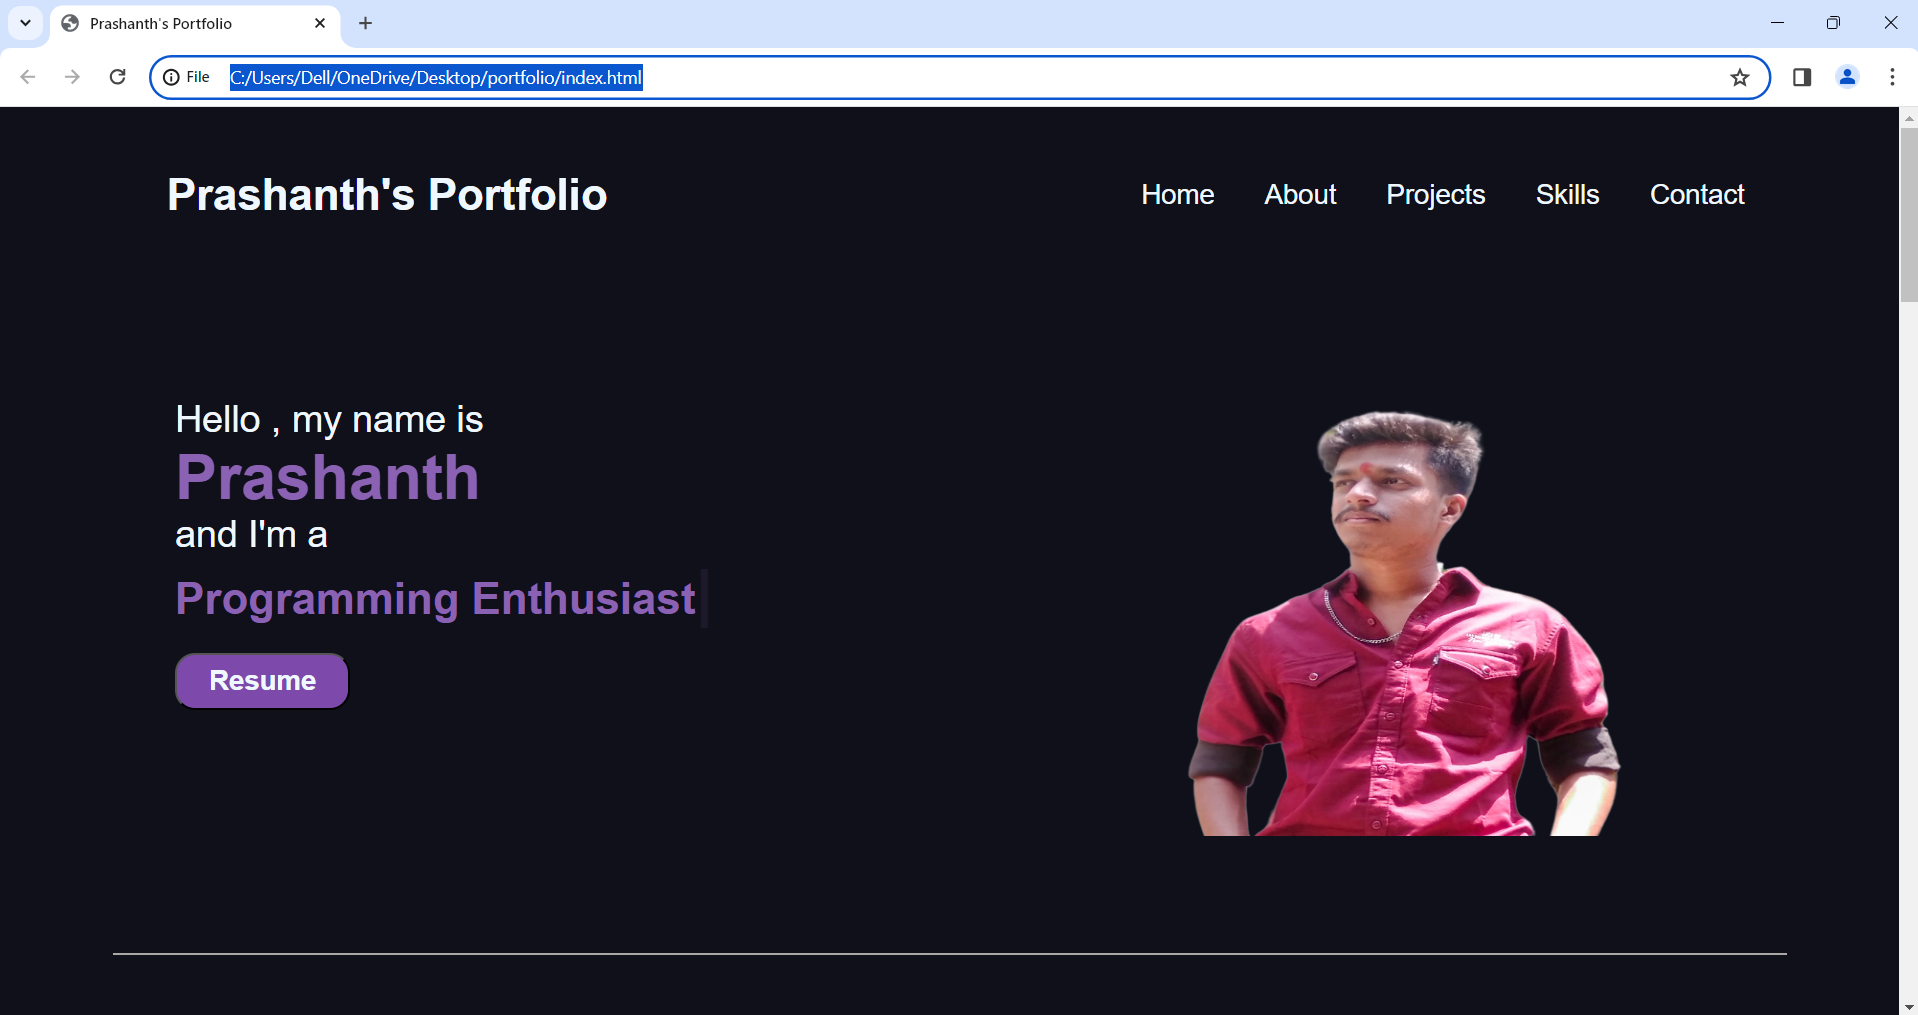 Prashanth's Portfolio
File C:/Users/Dell/OneDrive/Desktop/portfolio/index.html
Prashanth's Portfolio
Home About Projects Skills Contact
Hello , my name is
Prashanth
and I'm a
Programming Enthusiast
Resume